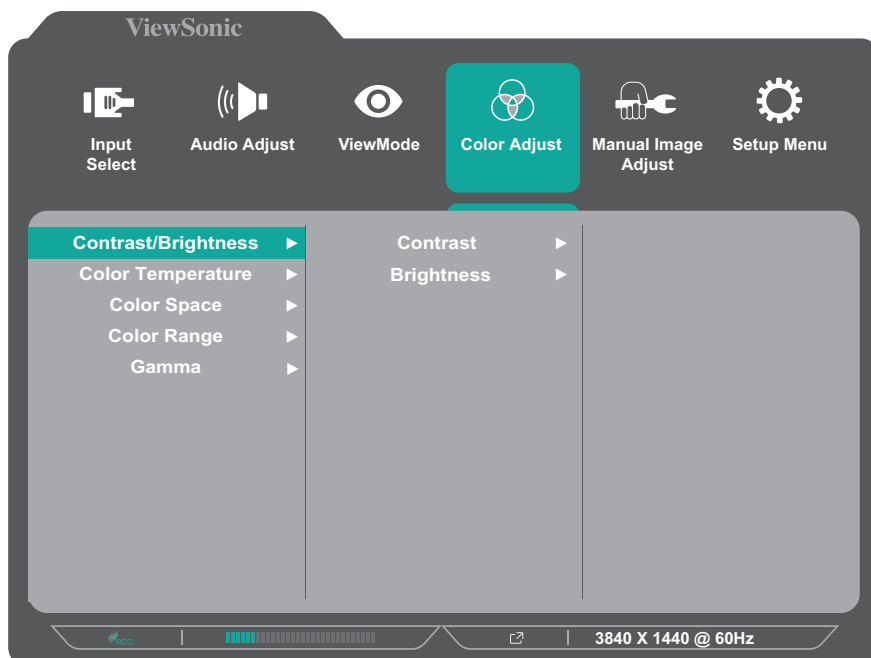 ViewSonic
Input Select
Audio Adjust
ViewMode
Color Adjust
Manual Image Adjust
Setup Menu
Contrast/Brightness
Color Temperature
Color Space
Color Range
Gamma
Contrast
Brightness
eco
3840 X 1440 @ 60Hz